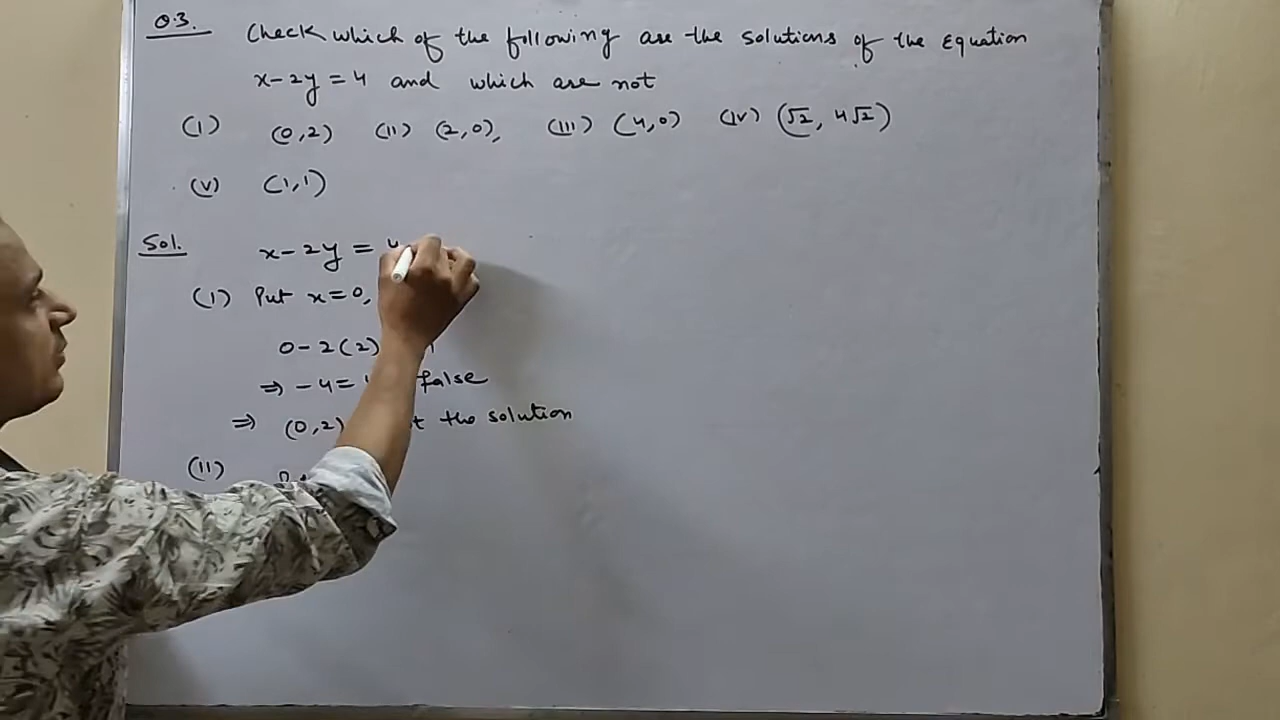 Q.3. Check which of the following are the solutions of the Equation
x-2y=4 and which are not
(I) (0,2) (II) (2,0), (III) (4,0) (IV) (√2, 4√2)
(V) (1,1)
Sol. x-2y=4
(I) Put x=0,
0-2(2)
⇒ -4= false
⇒ (0,2) the solution
(II)